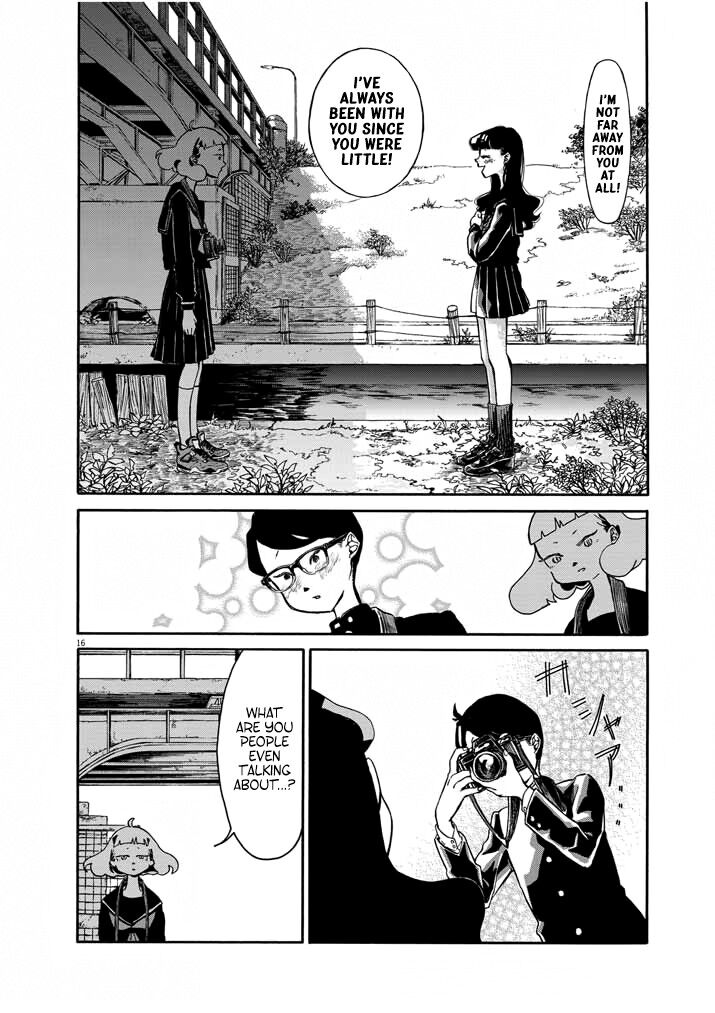 I'M
NOT
FAR
AWAY
FROM
YOU
AT
ALL!
I'VE
ALWAYS
BEEN WITH
YOU SINCE
YOU WERE
LITTLE!
16
ガシャァ
WHAT
ARE YOU
PEOPLE
EVEN
TALKING
ABOUT...?